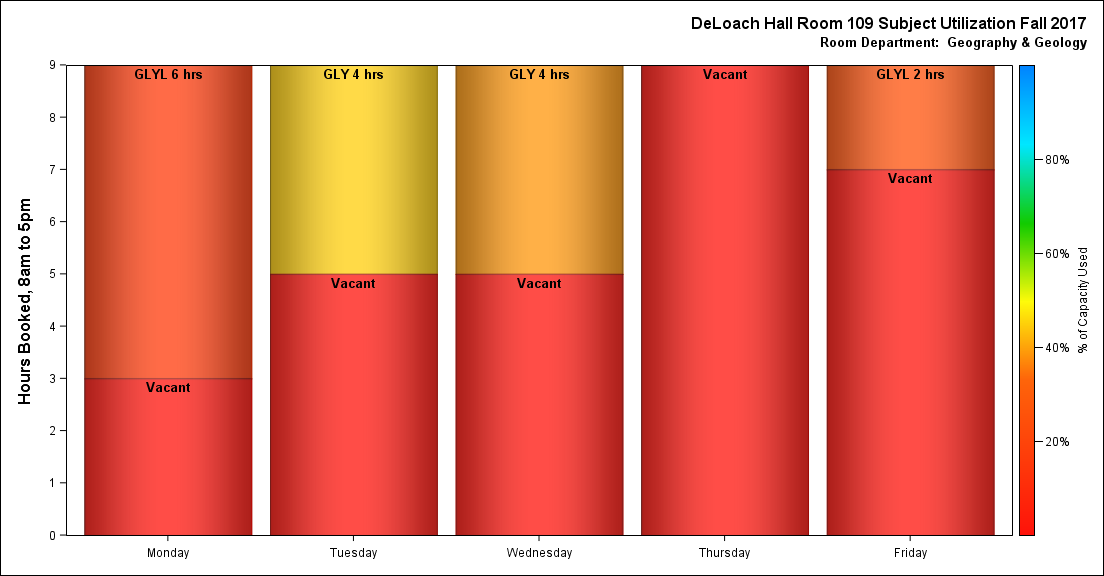 DeLoach Hall Room 109 Subject Utilization Fall 2017
Room Department: Geography & Geology
Hours Booked, 8am to 5pm
9
8
7
6
5
4
3
2
1
0
GLYL 6 hrs
Vacant
GLY 4 hrs
Vacant
GLY 4 hrs
Vacant
Vacant
GLYL 2 hrs
Vacant
Monday
Tuesday
Wednesday
Thursday
Friday
80%
60%
40%
20%
% of Capacity Used